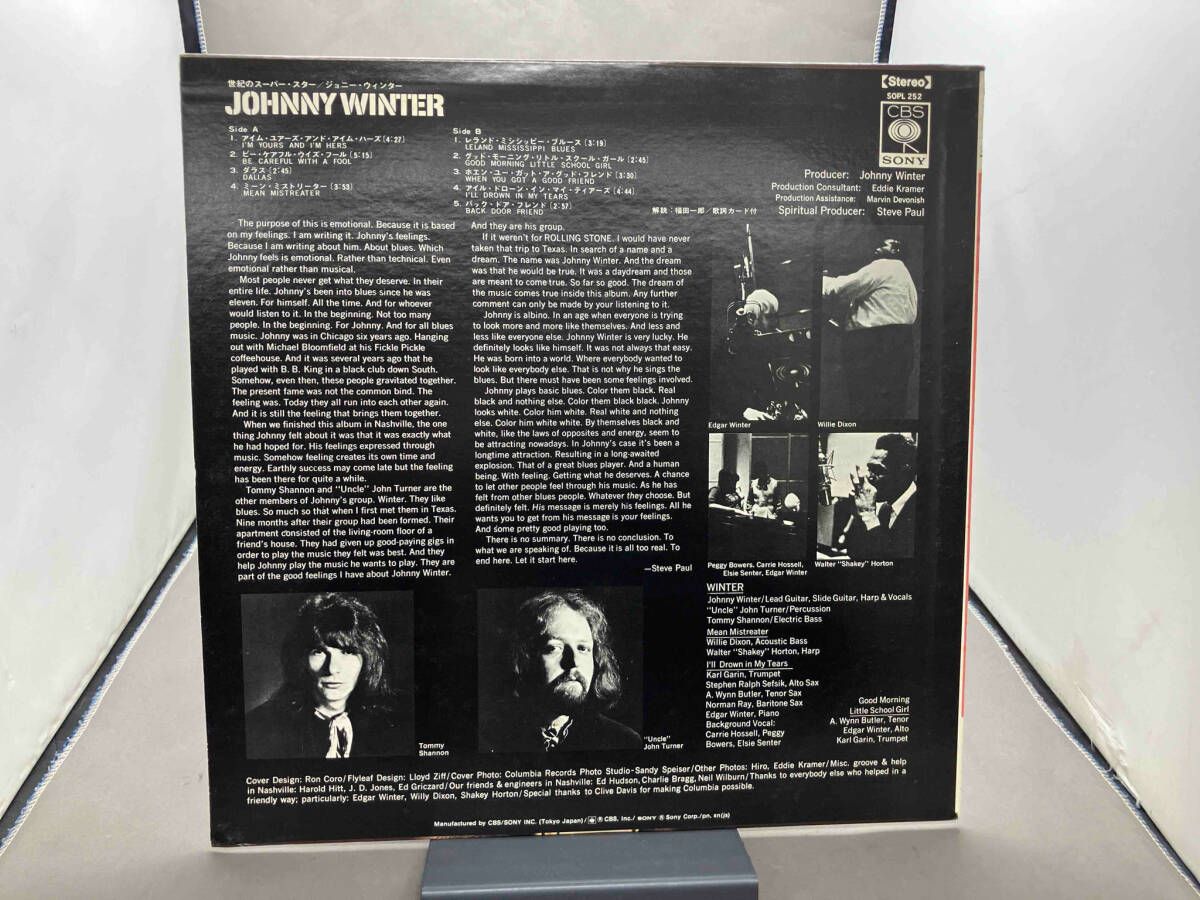 世紀のスーパー・スター/ジョニー・ウィンター
JOHNNY WINTER
Side A
1. アイム・ユアーズ・アンド・アイム・ハーズ (4:27)
I'M YOURS AND I'M HERS
2. ビー・ケアフル・ウイズ・フール (5:15)
BE CAREFUL WITH A FOOL
3. ダラス (2:45)
DALLAS
4. ミーン・ミストリーター (3:53)
MEAN MISTREATER
Side B
1. レランド・ミシシッピー・ブルース (3:19)
LELAND MISSISSIPPI BLUES
2. グッド・モーニング・リトル・スクール・ガール (2:45)
GOOD MORNING LITTLE SCHOOL GIRL
3. ホエン・ユー・ガット・ア・グッド・フレンド (3:30)
WHEN YOU GOT A GOOD FRIEND
4. アイル・ドローン・イン・マイ・ティアーズ (4:44)
I'LL DROWN IN MY TEARS
5. バック・ドア・フレンド (2:57)
BACK DOOR FRIEND
解説:福田一郎/歌詞カード付
【Stereo】
SOPL 252
CBS
SONY
Producer: Johnny Winter
Production Consultant: Eddie Kramer
Production Assistance: Marvin Devonish
Spiritual Producer: Steve Paul
The purpose of this is emotional. Because it is based
on my feelings. I am writing it. Johnny's feelings.
Because I am writing about him. About blues. Which
Johnny feels is emotional. Rather than technical. Even
emotional rather than musical.
Most people never get what they deserve. In their
entire life. Johnny's been into blues since he was
eleven. For himself. All the time. And for whoever
would listen to it. In the beginning. Not too many
people. In the beginning. For Johnny. And for all blues
music. Johnny was in Chicago six years ago. Hanging
out with Michael Bloomfield at his Fickle Pickle
coffeehouse. And it was several years ago that he
played with B. B. King in a black club down South.
Somehow, even then, these people gravitated together.
The present fame was not the common bind. The
feeling was. Today they all run into each other again.
And it is still the feeling that brings them together.
When we finished this album in Nashville, the one
thing Johnny felt about it was that it was exactly what
he had hoped for. His feelings expressed through
music. Somehow feeling creates its own time and
energy. Earthly success may come late but the feeling
has been there for quite a while.
Tommy Shannon and "Uncle" John Turner are the
other members of Johnny's group. Winter. They like
blues. So much so that when I first met them in Texas.
Nine months after their group had been formed. Their
apartment consisted of the living-room floor of a
friend's house. They had given up good-paying gigs in
order to play the music they felt was best. And they
help Johnny play the music he wants to play. They are
part of the good feelings I have about Johnny Winter.
And they are his group.
If it weren't for ROLLING STONE. I would have never
taken that trip to Texas. In search of a name and a
dream. The name was Johnny Winter. And the dream
was that he would be true. It was a daydream and those
are meant to come true. So far so good. The dream of
the music comes true inside this album. Any further
comment can only be made by your listening to it.
Johnny is albino. In an age when everyone is trying
to look more and more like themselves. And less and
less like everyone else. Johnny Winter is very lucky. He
definitely looks like himself. It was not always that easy.
He was born into a world. Where everybody wanted to
look like everybody else. That is not why he sings the
blues. But there must have been some feelings involved.
Johnny plays basic blues. Color them black. Real
black and nothing else. Color them black black. Johnny
looks white. Color him white. Real white and nothing
else. Color him white white. By themselves black and
white, like the laws of opposites and energy, seem to
be attracting nowadays. In Johnny's case it's been a
longtime attraction. Resulting in a long-awaited
explosion. That of a great blues player. And a human
being. With feeling. Getting what he deserves. A chance
to let other people feel through his music. As he has
felt from other blues people. Whatever they choose. But
definitely felt. His message is merely his feelings. All he
wants you to get from his message is your feelings.
And some pretty good playing too.
There is no summary. There is no conclusion. To
what we are speaking of. Because it is all too real. To
end here. Let it start here.
—Steve Paul
Edgar Winter
Willie Dixon
Peggy Bowers, Carrie Hossell,
Elsie Senter, Edgar Winter
Walter "Shakey" Horton
WINTER
Johnny Winter/Lead Guitar, Slide Guitar, Harp & Vocals
"Uncle" John Turner/Percussion
Tommy Shannon/Electric Bass
Mean Mistreater
Willie Dixon, Acoustic Bass
Walter "Shakey" Horton, Harp
I'll Drown in My Tears
Karl Garin, Trumpet
Stephen Ralph Sefsik, Alto Sax
A. Wynn Butler, Tenor Sax
Norman Ray, Baritone Sax
Edgar Winter, Piano
Background Vocal:
Carrie Hossell, Peggy
Bowers, Elsie Senter
Good Morning
Little School Girl
A. Wynn Butler, Tenor
Edgar Winter, Alto
Karl Garin, Trumpet
Tommy
Shannon
"Uncle"
John Turner
Cover Design: Ron Coro/Flyleaf Design: Lloyd Ziff/Cover Photo: Columbia Records Photo Studio-Sandy Speiser/Other Photos: Hiro, Eddie Kramer/Misc. groove & help
in Nashville: Harold Hitt, J. D. Jones, Ed Griczard/Our friends & engineers in Nashville: Ed Hudson, Charlie Bragg, Neil Wilburn/Thanks to everybody else who helped in a
friendly way; particularly: Edgar Winter, Willy Dixon, Shakey Horton/Special thanks to Clive Davis for making Columbia possible.
Manufactured by CBS/SONY INC. (Tokyo Japan)/ ® CBS, Inc./ SONY ® Sony Corp./pn. sn(ja)